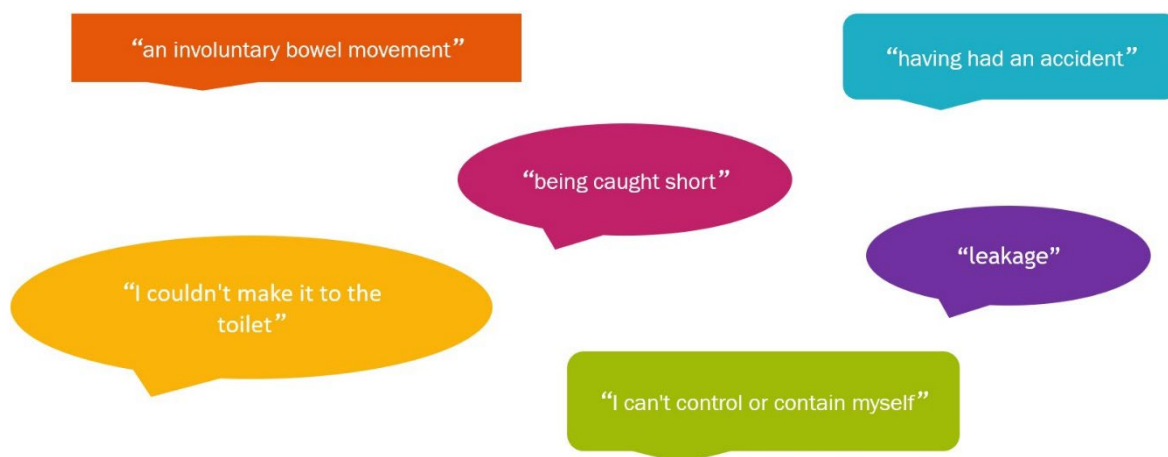 “an involuntary bowel movement”
“having had an accident”
“being caught short”
“leakage”
“I couldn't make it to the
toilet”
“I can't control or contain myself”